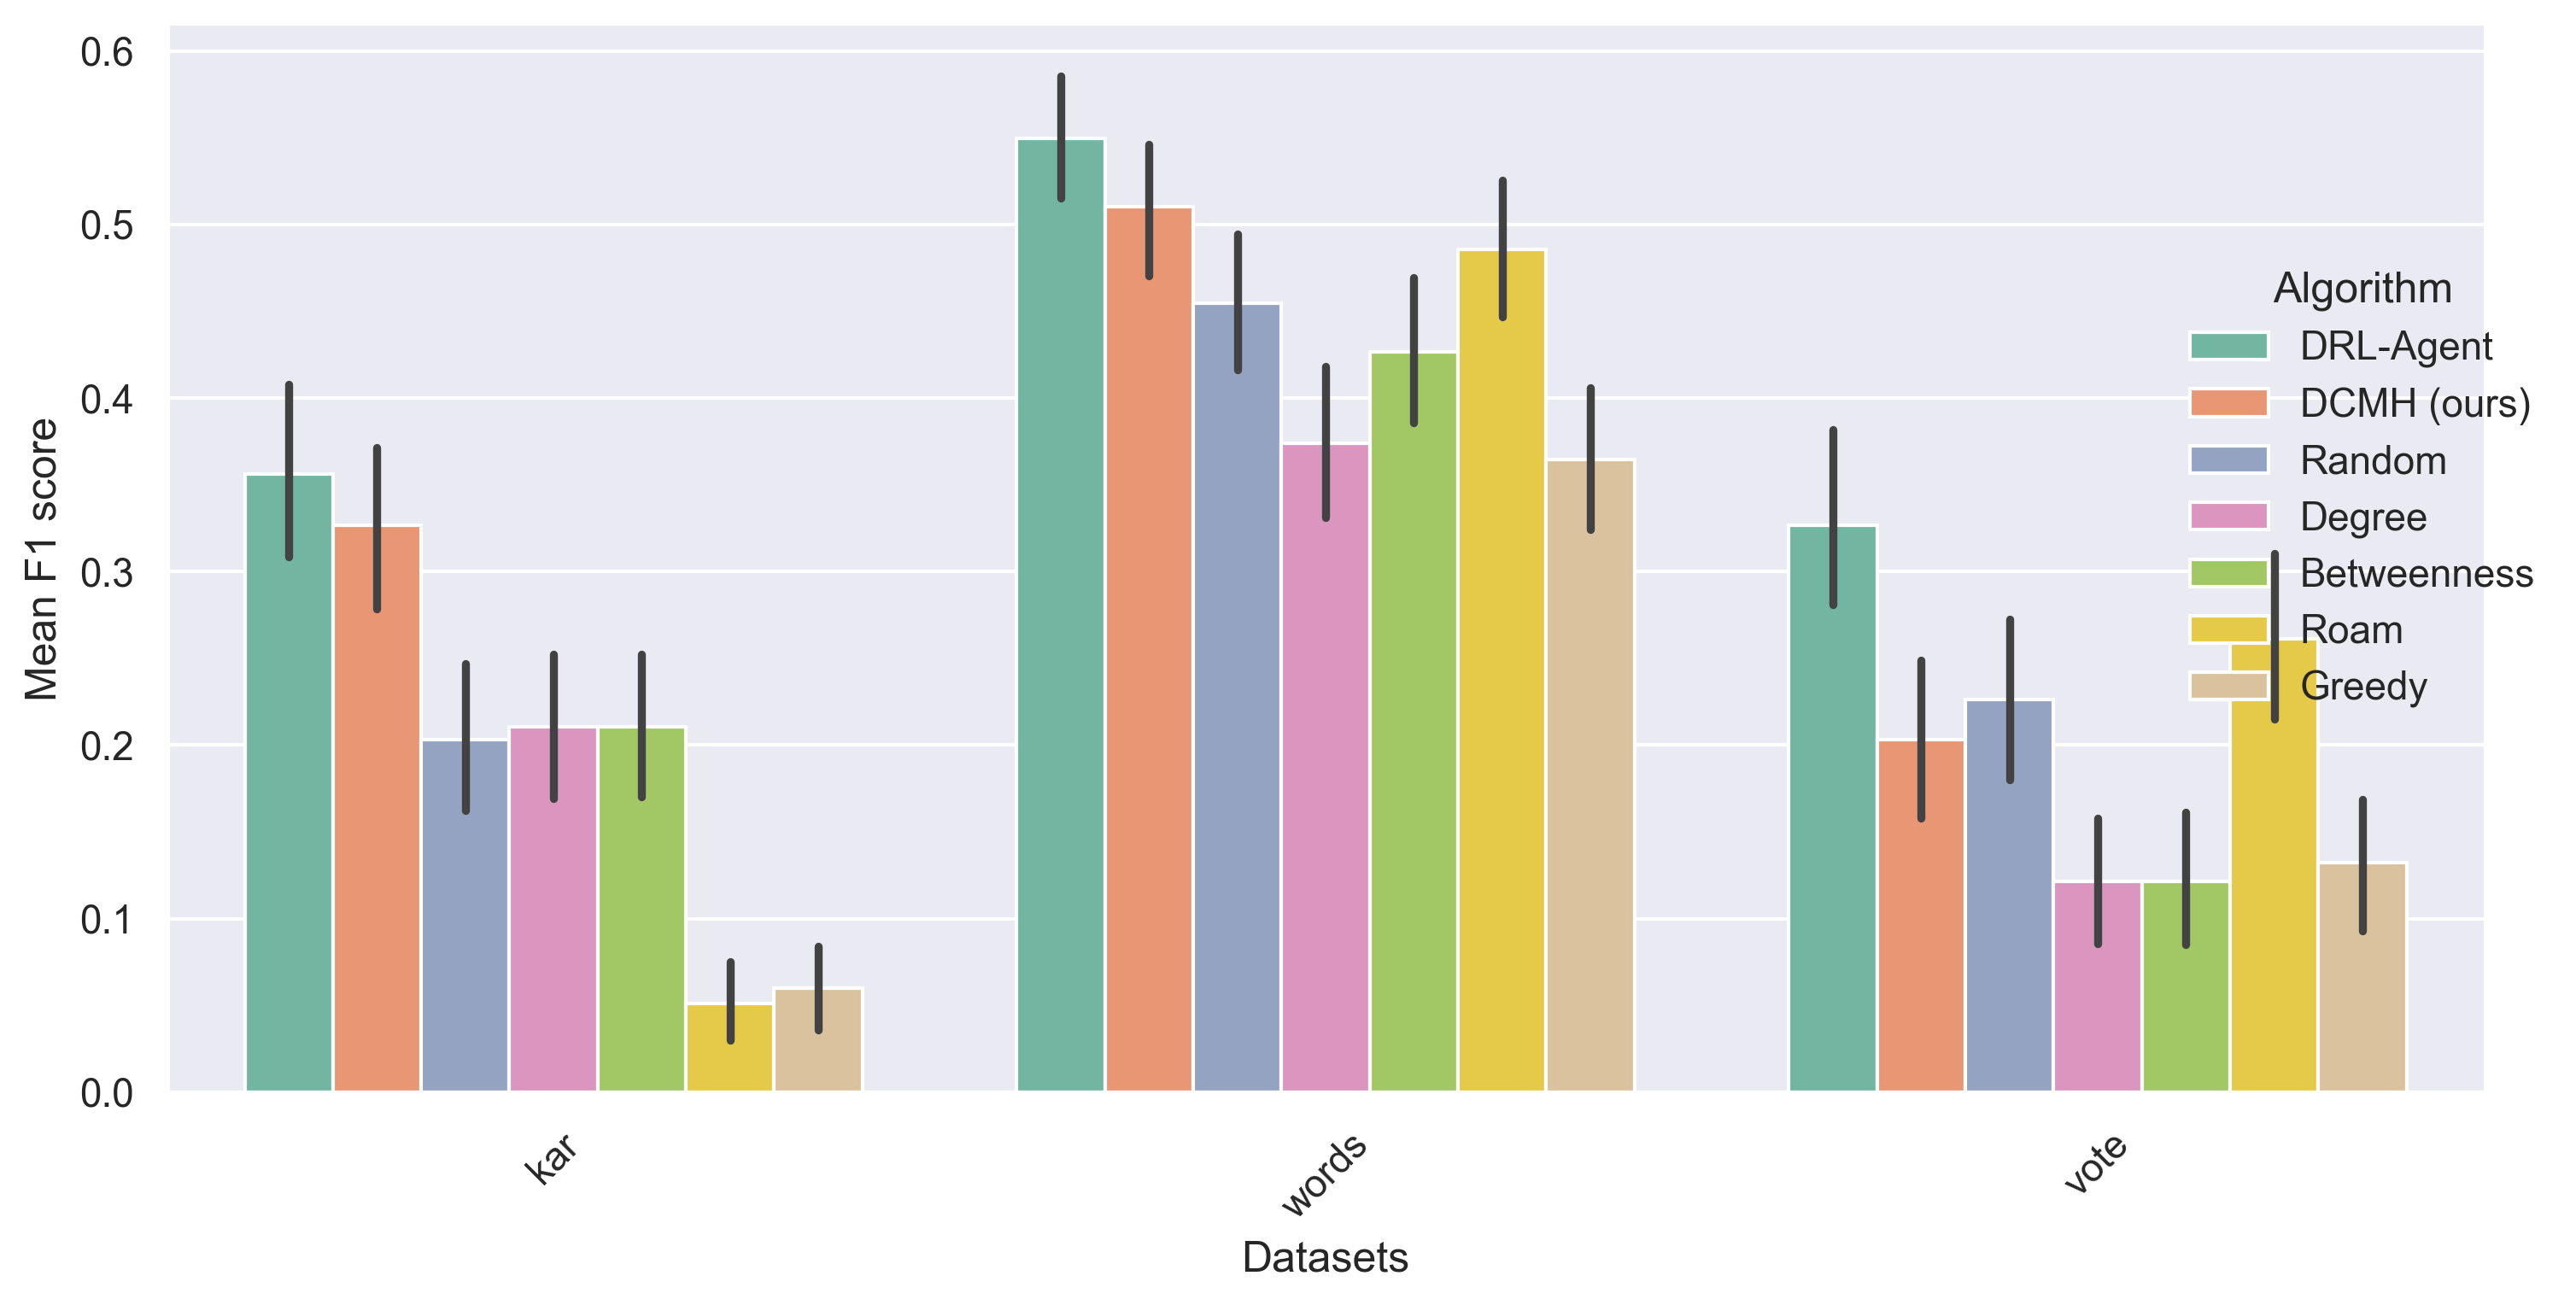 Mean F1 score
0.6
0.5
0.4
0.3
0.2
0.1
0.0
kar
words
vote
Datasets
Algorithm
DRL-Agent
DCMH (ours)
Random
Degree
Betweenness
Roam
Greedy